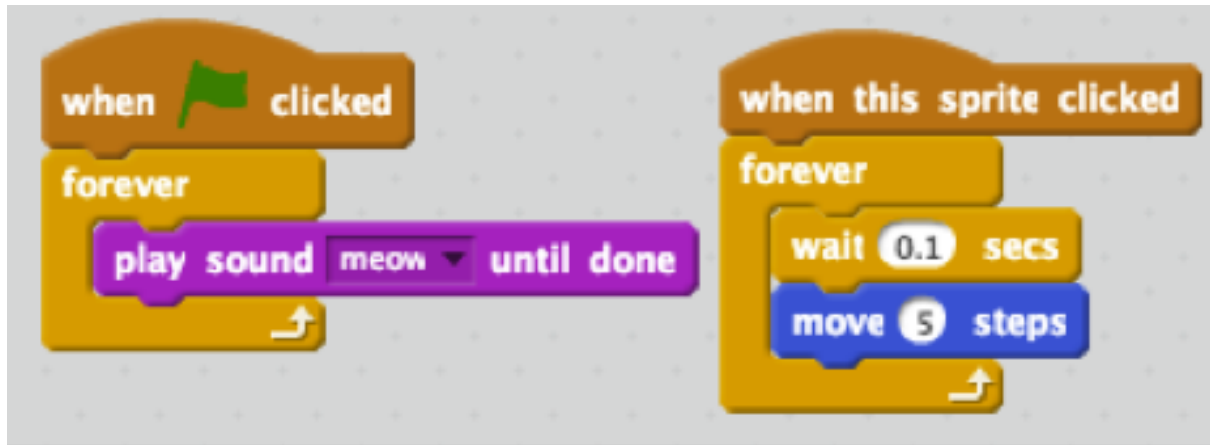 when clicked
forever
play sound meow until done
when this sprite clicked
forever
wait 0.1 secs
move 5 steps